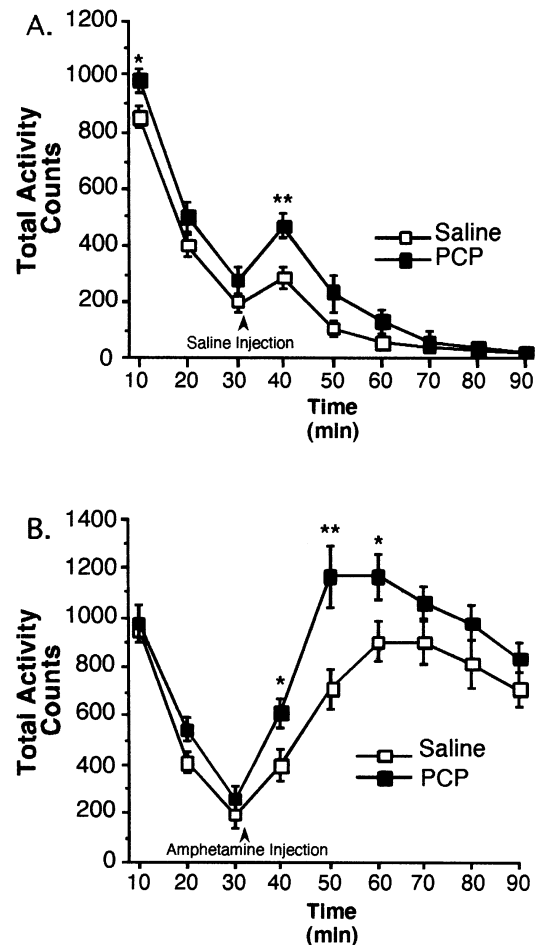 A.
1200
1000
800
600
400
200
0
Total Activity
Counts
*
**
Saline
PCP
Saline Injection
10 20 30 40 50 60 70 80 90
Time
(min)
B.
1400
1200
1000
800
600
400
200
0
Total Activity
Counts
*
**
*
Saline
PCP
Amphetamine Injection
10 20 30 40 50 60 70 80 90
Time
(min)